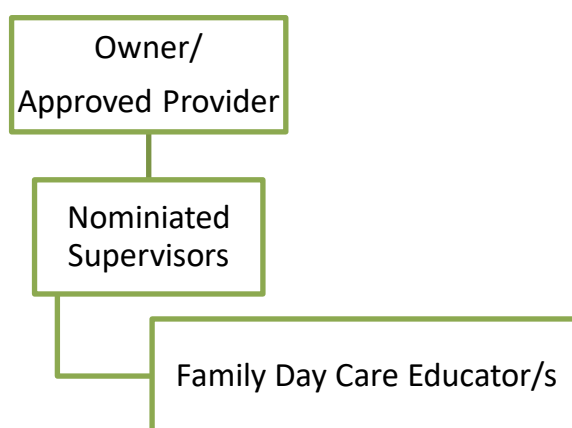 Owner/
Approved Provider
Nominiated
Supervisors
Family Day Care Educator/s